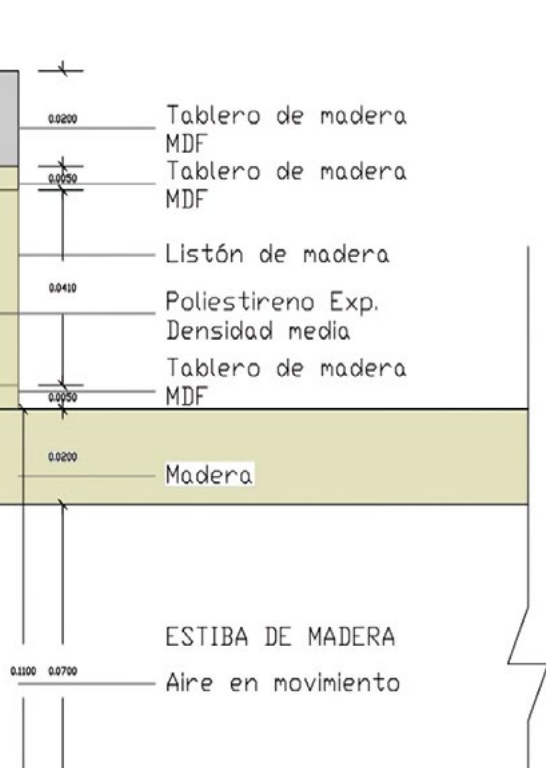 0.0200
Tablero de madera
MDF
0.0050
Tablero de madera
MDF
Listón de madera
0.0410
Poliestireno Exp.
Densidad media
Tablero de madera
0.0050
MDF
0.0200
Madera
ESTIBA DE MADERA
0.1100 0.0700
Aire en movimiento